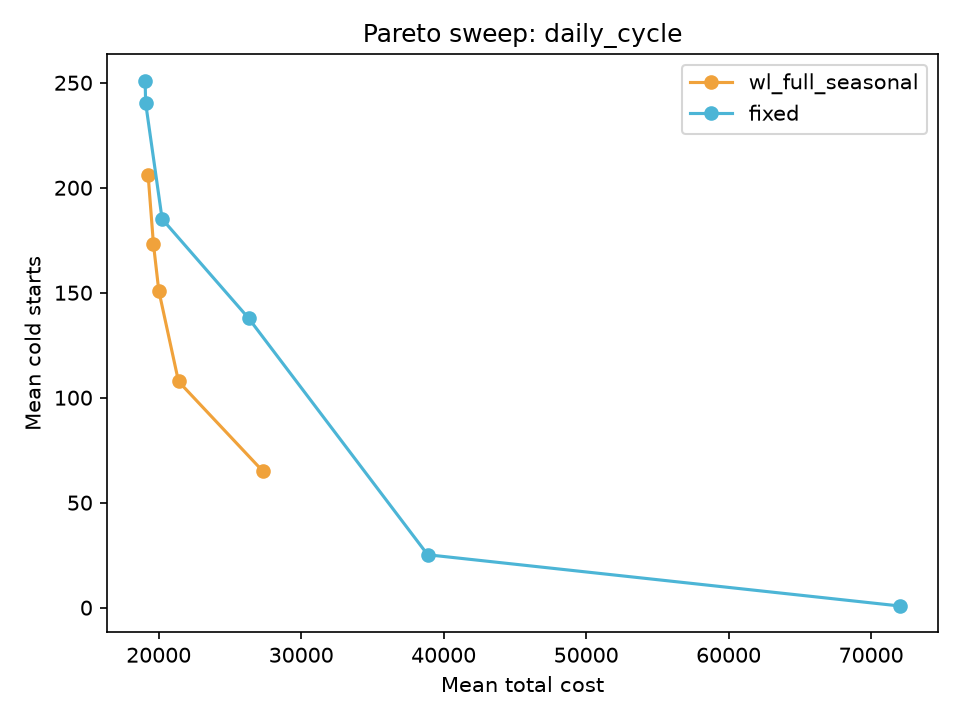 Pareto sweep: daily_cycle
wl_full_seasonal
fixed
250
200
150
100
50
0
Mean cold starts
20000 30000 40000 50000 60000 70000
Mean total cost